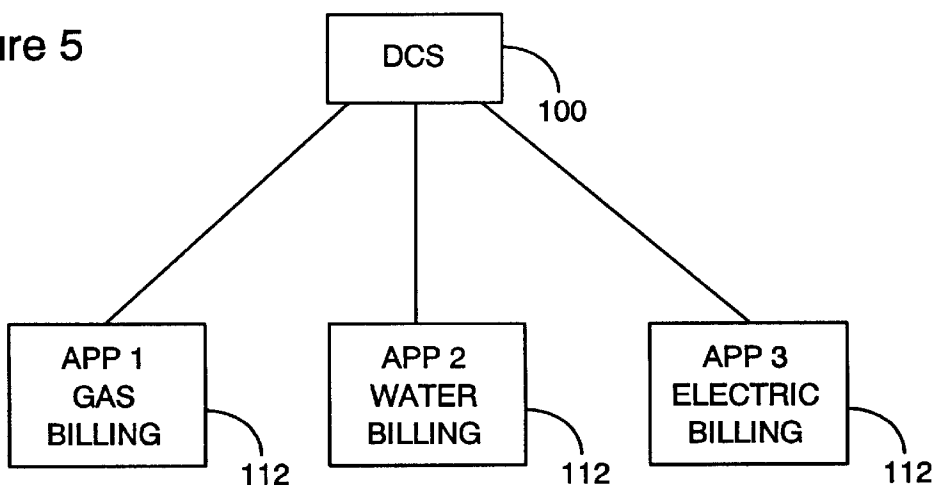 ure 5
DCS
100
APP 1
GAS
BILLING
112
APP 2
WATER
BILLING
112
APP 3
ELECTRIC
BILLING
112